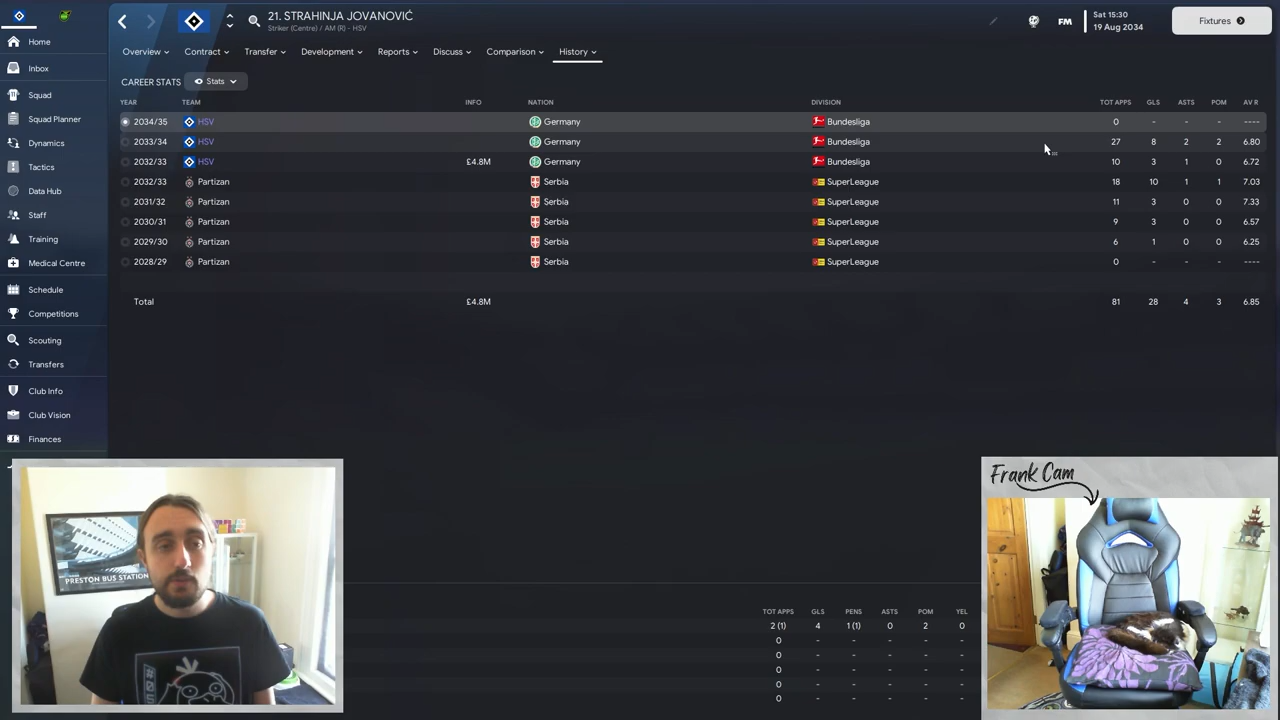 21. STRAHINJA JOVANOVIĆ
Striker (Centre) / AM (R) - HSV
FM
Sat 15:30
19 Aug 2034
Fixtures
Home
Inbox
Squad
Squad Planner
Dynamics
Tactics
Data Hub
Staff
Training
Medical Centre
Schedule
Competitions
Scouting
Transfers
Club Info
Club Vision
Finances
Overview Contract Transfer Development Reports Discuss Comparison History
CAREER STATS Stats
YEAR TEAM INFO NATION DIVISION TOT APPS GLS ASTS POM AV R
2034/35 HSV Germany Bundesliga 0 - - - ----
2033/34 HSV Germany Bundesliga 27 8 2 2 6.80
2032/33 HSV £4.8M Germany Bundesliga 10 3 1 0 6.72
2032/33 Partizan Serbia SuperLeague 18 10 1 1 7.03
2031/32 Partizan Serbia SuperLeague 11 3 0 0 7.33
2030/31 Partizan Serbia SuperLeague 9 3 0 0 6.57
2029/30 Partizan Serbia SuperLeague 6 1 0 0 6.25
2028/29 Partizan Serbia SuperLeague 0 - - - ----
Total £4.8M 81 28 4 3 6.85
TOT APPS GLS PENS ASTS POM YEL
2 (1) 4 1 (1) 0 2 0
0 - - - - -
0 - - - - -
0 - - - - -
0 - - - - -
0 - - - - -
PRESTON BUS STATION
Frank Cam